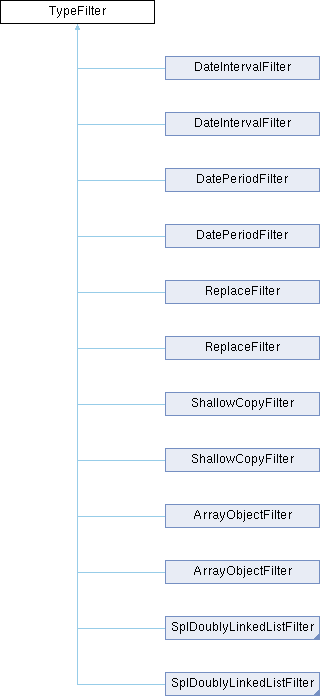 TypeFilter
DateIntervalFilter
DateIntervalFilter
DatePeriodFilter
DatePeriodFilter
ReplaceFilter
ReplaceFilter
ShallowCopyFilter
ShallowCopyFilter
ArrayObjectFilter
ArrayObjectFilter
SplDoublyLinkedListFilter
SplDoublyLinkedListFilter